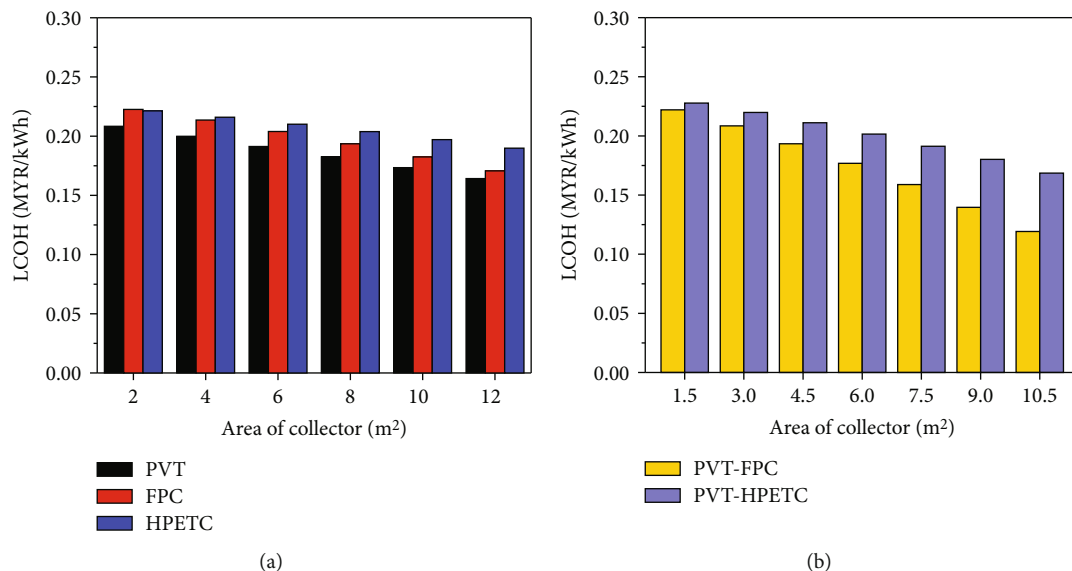 0.30
0.25
0.20
0.15
0.10
0.05
0.00
LCOH (MYR/kWh)
2 4 6 8 10 12
Area of collector (m²)
PVT
FPC
HPETC
(a)
0.30
0.25
0.20
0.15
0.10
0.05
0.00
LCOH (MYR/kWh)
1.5 3.0 4.5 6.0 7.5 9.0 10.5
Area of collector (m²)
PVT-FPC
PVT-HPETC
(b)